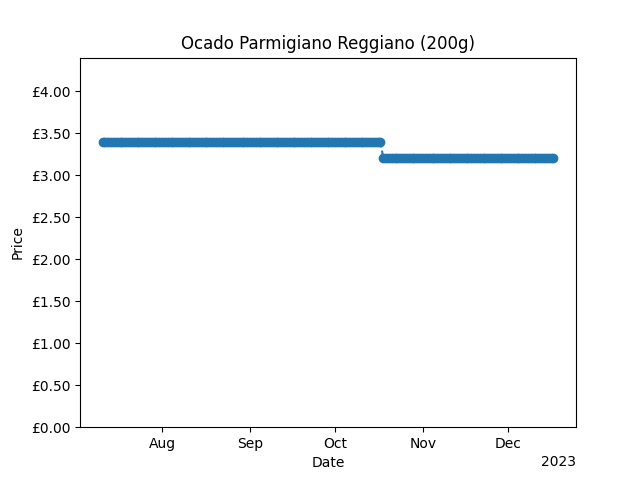 Ocado Parmigiano Reggiano (200g)
£4.00
£3.50
£3.00
£2.50
£2.00
£1.50
£1.00
£0.50
£0.00
Price
Aug Sep Oct Nov Dec
Date
2023